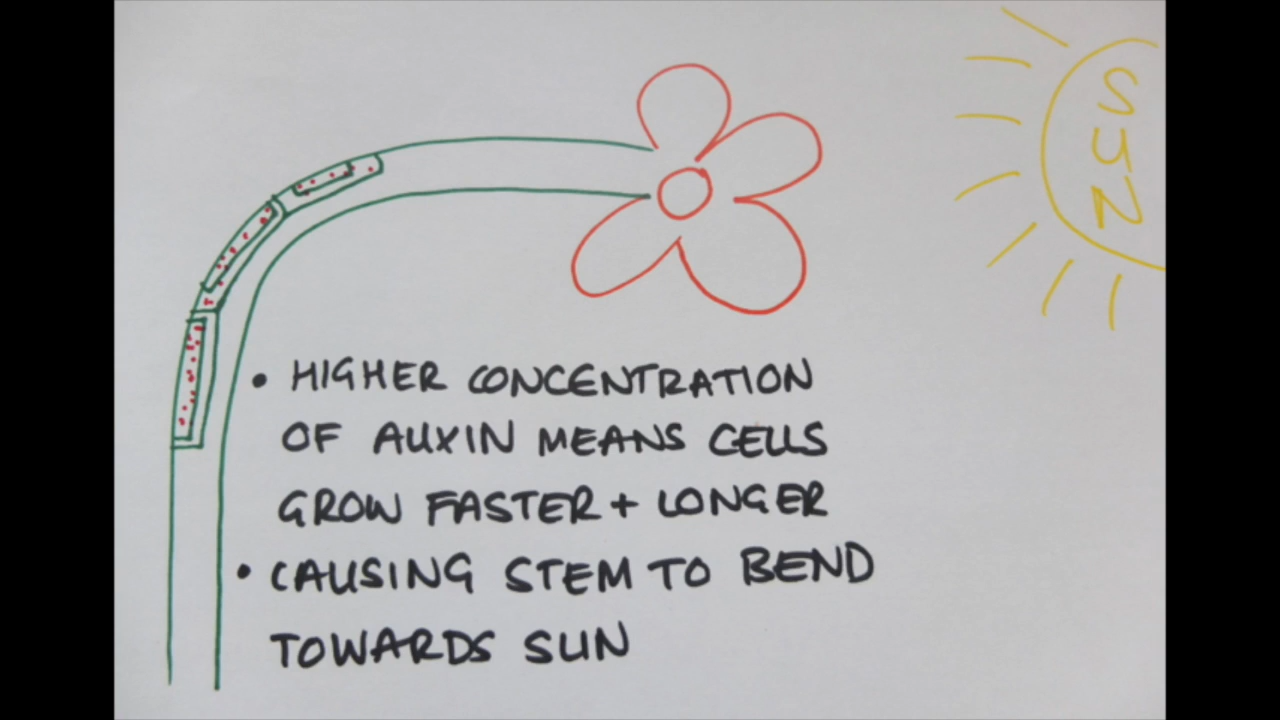 SUN
• HIGHER CONCENTRATION
OF AUXIN MEANS CELLS
GROW FASTER + LONGER
• CAUSING STEM TO BEND
TOWARDS SUN